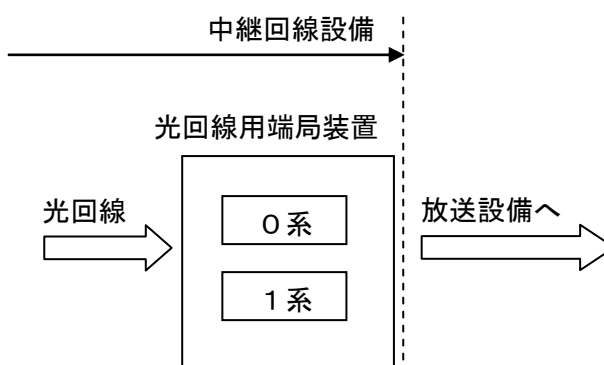 中継回線設備
光回線用端局装置
光回線
０系
１系
放送設備へ